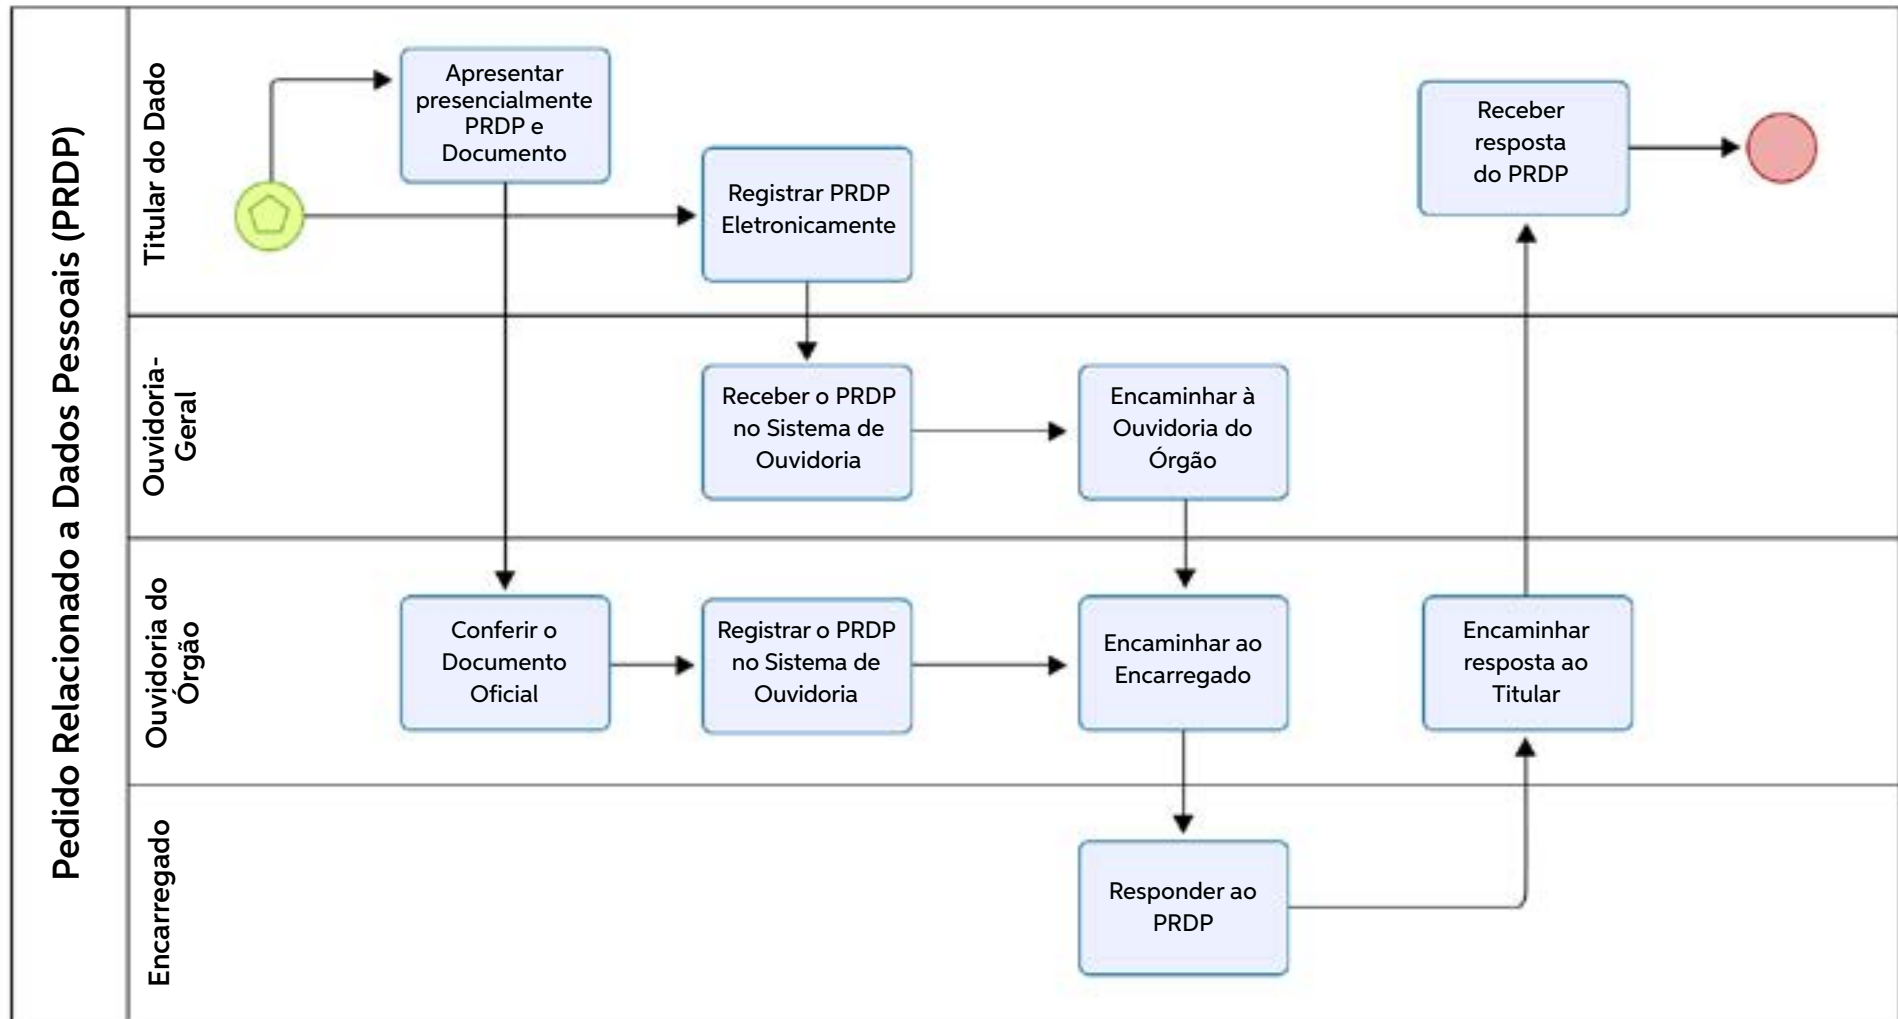 Pedido Relacionado a Dados Pessoais (PRDP)
Titular do Dado
Apresentar
presencialmente
PRDP e
Documento
Registrar PRDP
Eletronicamente
Receber
resposta
do PRDP
Ouvidoria-
Geral
Receber o PRDP
no Sistema de
Ouvidoria
Encaminhar à
Ouvidoria do
Órgão
Ouvidoria do
Órgão
Conferir o
Documento
Oficial
Registrar o PRDP
no Sistema de
Ouvidoria
Encaminhar ao
Encarregado
Encaminhar
resposta ao
Titular
Encarregado
Responder ao
PRDP